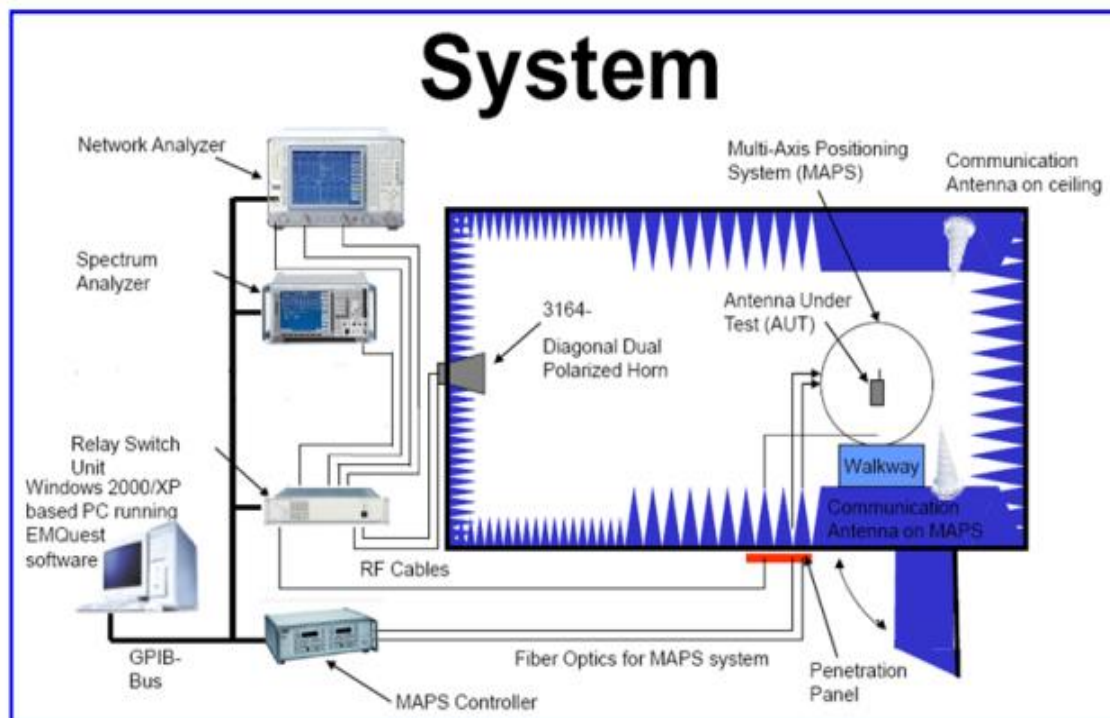 System
Network Analyzer
Multi-Axis Positioning
System (MAPS)
Communication
Antenna on ceiling
Spectrum
Analyzer
3164-
Diagonal Dual
Polarized Horn
Antenna Under
Test (AUT)
Relay Switch
Unit
Windows 2000/XP
based PC running
EMQuest
software
Walkway
Communication
Antenna on MAPS
RF Cables
GPIB-
Bus
MAPS Controller
Fiber Optics for MAPS system
Penetration
Panel